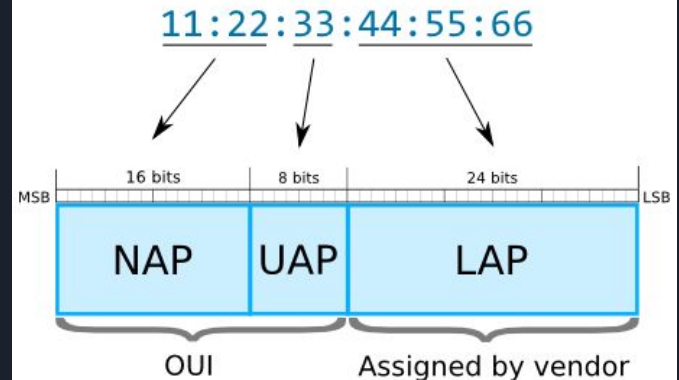 11:22:33:44:55:66
16 bits 8 bits 24 bits
MSB LSB
NAP UAP LAP
OUI Assigned by vendor